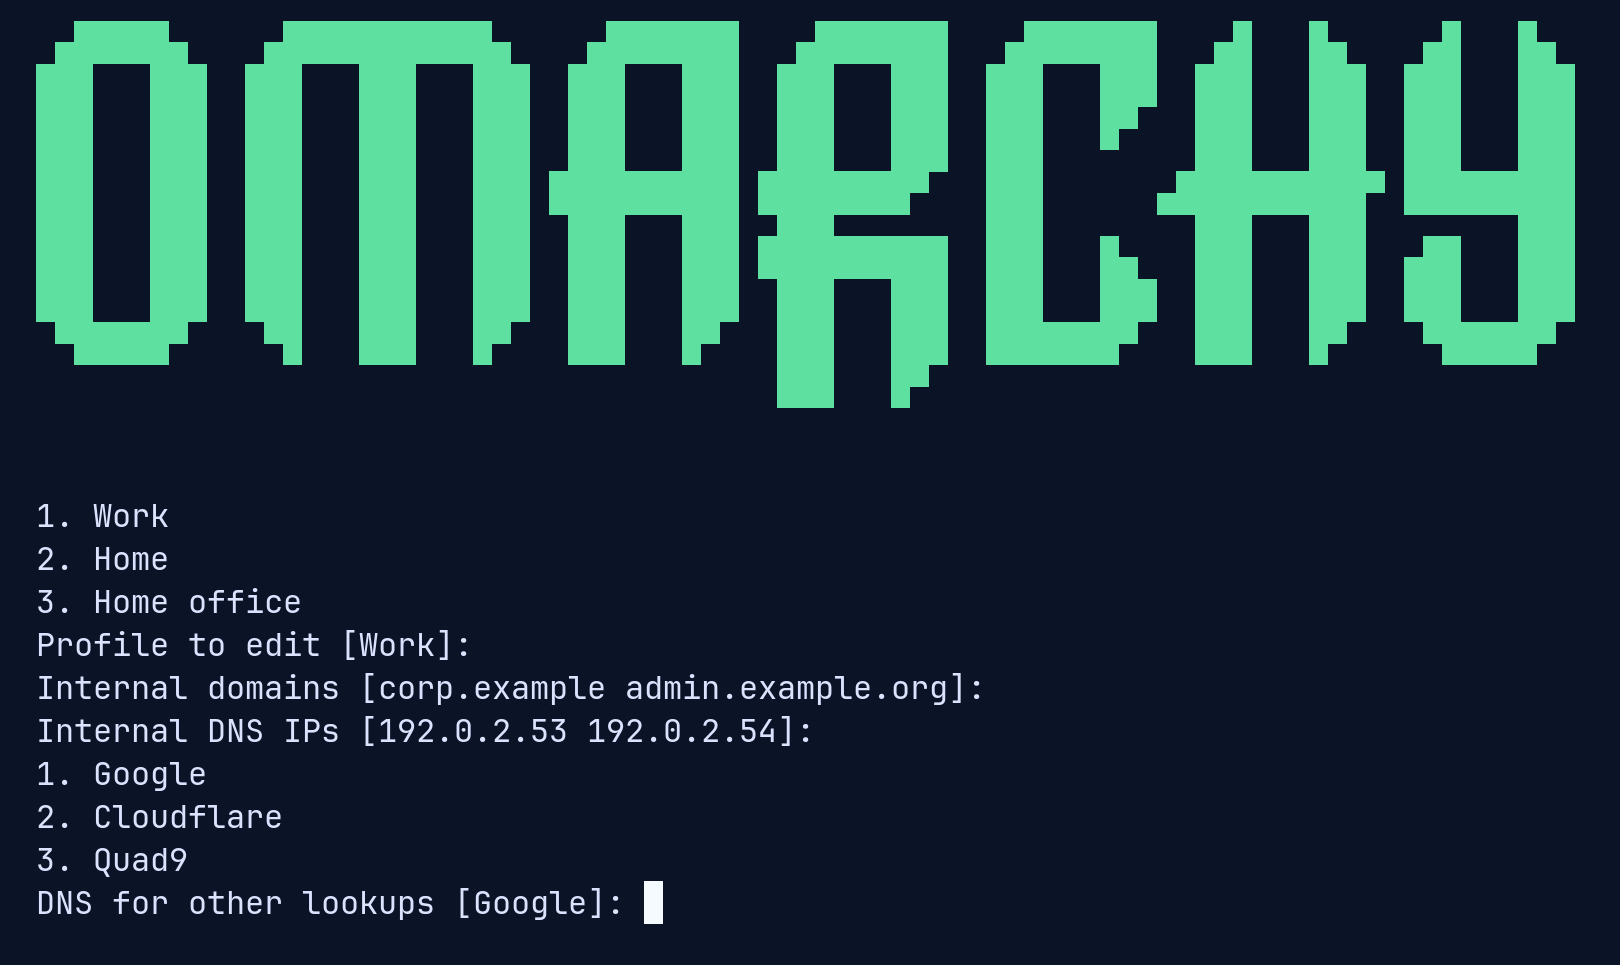 OMARCHY
1. Work
2. Home
3. Home office
Profile to edit [Work]:
Internal domains [corp.example admin.example.org]:
Internal DNS IPs [192.0.2.53 192.0.2.54]:
1. Google
2. Cloudflare
3. Quad9
DNS for other lookups [Google]: